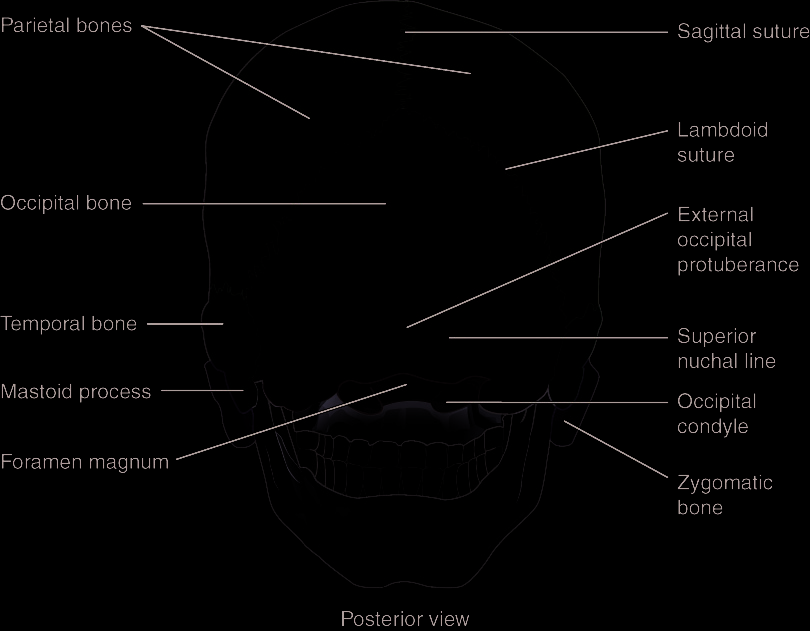 Parietal bones
Sagittal suture
Lambdoid
suture
Occipital bone
External
occipital
protuberance
Temporal bone
Superior
nuchal line
Mastoid process
Occipital
condyle
Foramen magnum
Zygomatic
bone
Posterior view